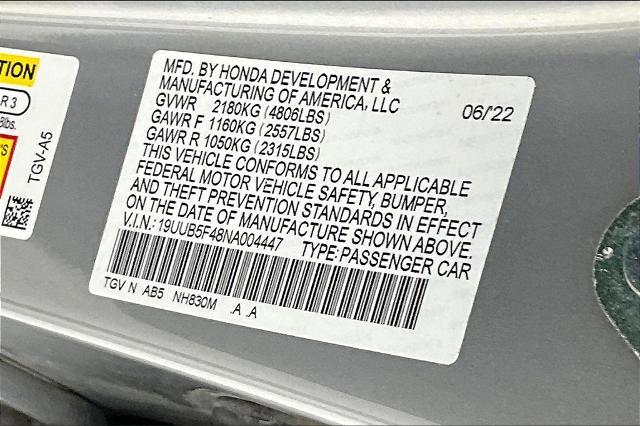 TION
R 3
8lbs.
'S
TGV-A5
MFD. BY HONDA DEVELOPMENT &
MANUFACTURING OF AMERICA, LLC
GVWR 2180KG (4806LBS) 06/22
GAWR F 1160KG (2557LBS)
GAWR R 1050KG (2315LBS)
THIS VEHICLE CONFORMS TO ALL APPLICABLE
FEDERAL MOTOR VEHICLE SAFETY, BUMPER,
AND THEFT PREVENTION STANDARDS IN EFFECT
ON THE DATE OF MANUFACTURE SHOWN ABOVE.
V.I.N.:19UUB5F48NA004447 TYPE:PASSENGER CAR
TGV N AB5 NH830M .A .A